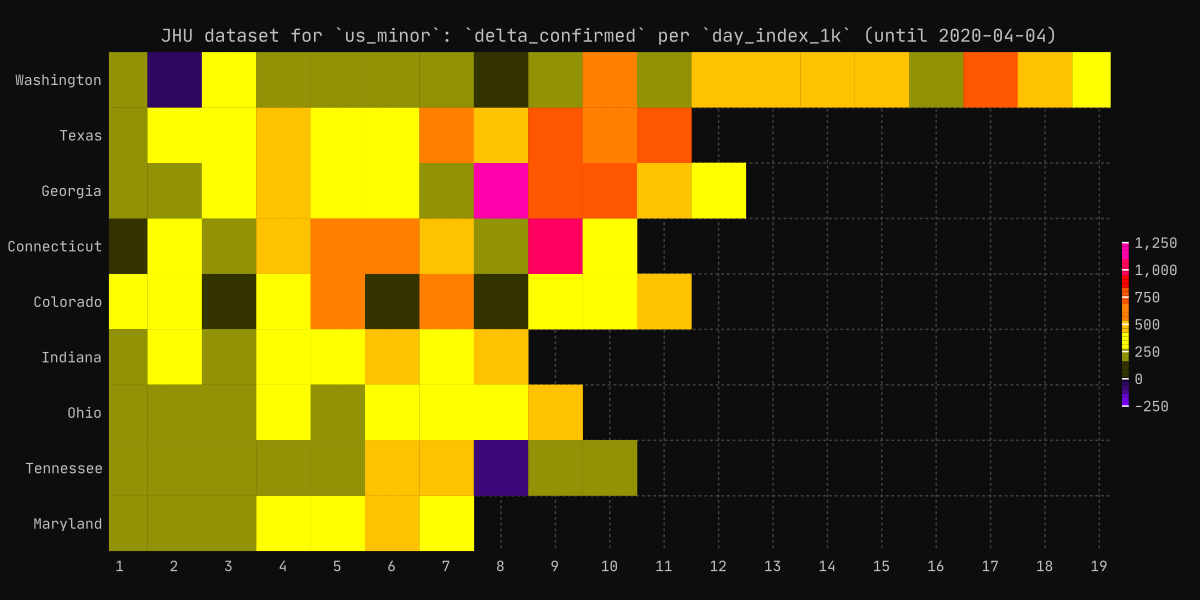 JHU dataset for `us_minor`: `delta_confirmed` per `day_index_1k` (until 2020-04-04)
Washington
Texas
Georgia
Connecticut
Colorado
Indiana
Ohio
Tennessee
Maryland
1,250
1,000
750
500
250
0
-250
1 2 3 4 5 6 7 8 9 10 11 12 13 14 15 16 17 18 19